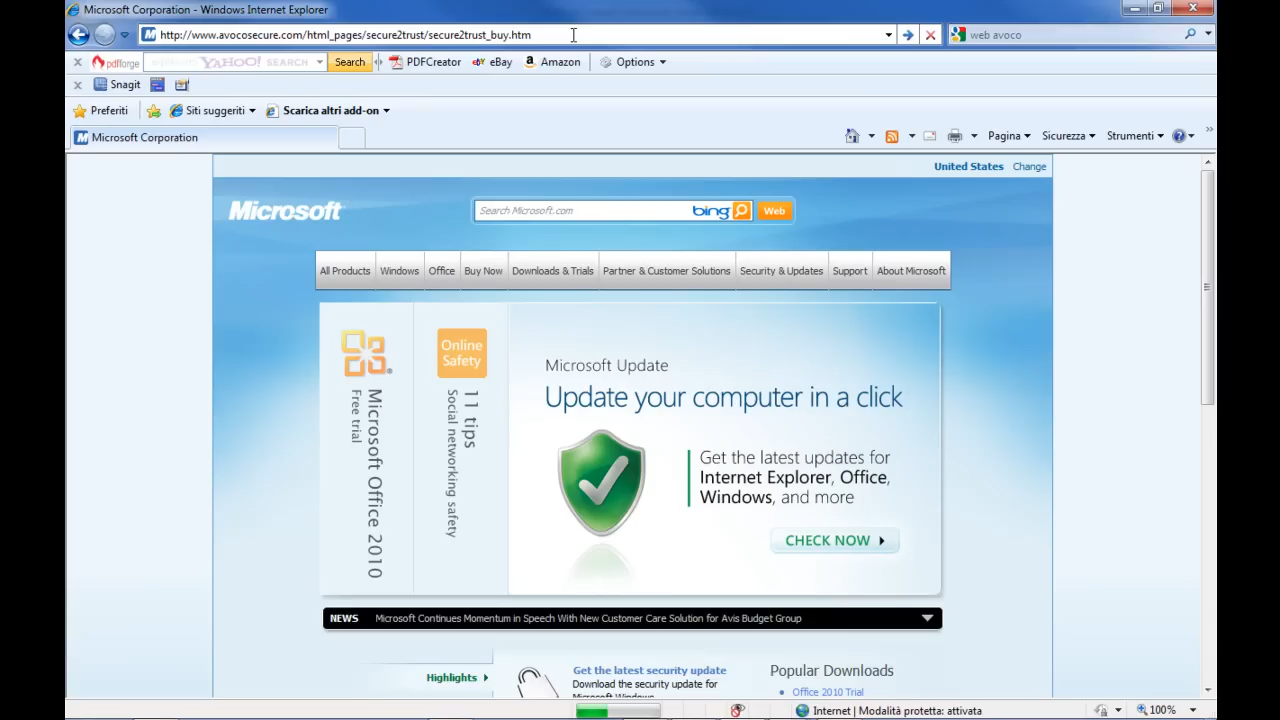 Microsoft Corporation - Windows Internet Explorer
http://www.avocosecure.com/html_pages/secure2trust/secure2trust_buy.htm
web avoco
pdfforge
YAHOO! SEARCH
Search
PDFCreator
eBay
Amazon
Options
Snagit
Preferiti
Siti suggeriti
Scarica altri add-on
Microsoft Corporation
Pagina
Sicurezza
Strumenti
United States
Change
Microsoft
Search Microsoft.com
bing
Web
All Products
Windows
Office
Buy Now
Downloads & Trials
Partner & Customer Solutions
Security & Updates
Support
About Microsoft
Microsoft Office 2010
Free trial
Online
Safety
11 tips
Social networking safety
Microsoft Update
Update your computer in a click
Get the latest updates for
Internet Explorer, Office,
Windows, and more
CHECK NOW
NEWS
Microsoft Continues Momentum in Speech With New Customer Care Solution for Avis Budget Group
Highlights
Get the latest security update
Download the security update for
Microsoft Windows
Popular Downloads
Office 2010 Trial
Internet | Modalità protetta: attivata
100%